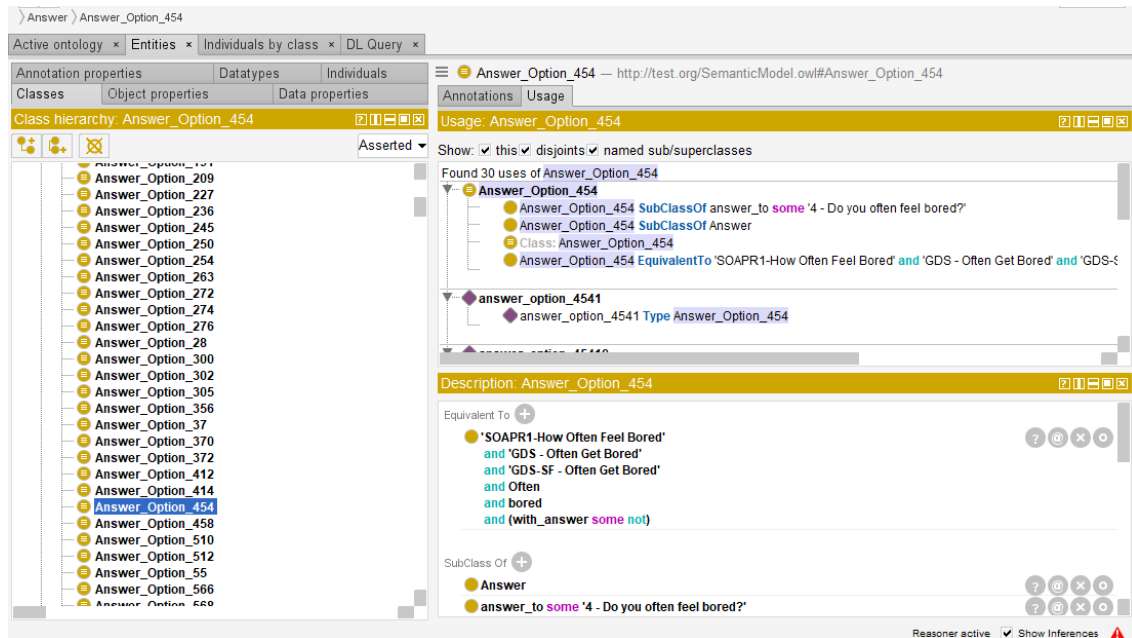 Answer Answer_Option_454
Active ontology × Entities × Individuals by class × DL Query ×
Annotation properties Datatypes Individuals
Classes Object properties Data properties
Class hierarchy: Answer_Option_454
Asserted
Answer_Option_209
Answer_Option_227
Answer_Option_236
Answer_Option_245
Answer_Option_250
Answer_Option_254
Answer_Option_263
Answer_Option_272
Answer_Option_274
Answer_Option_276
Answer_Option_28
Answer_Option_300
Answer_Option_302
Answer_Option_305
Answer_Option_356
Answer_Option_37
Answer_Option_370
Answer_Option_372
Answer_Option_412
Answer_Option_414
Answer_Option_454
Answer_Option_458
Answer_Option_510
Answer_Option_512
Answer_Option_55
Answer_Option_566
Answer_Option_568
Answer_Option_454 — http://test.org/SemanticModel.owl#Answer_Option_454
Annotations Usage
Usage: Answer_Option_454
Show: this disjoints named sub/superclasses
Found 30 uses of Answer_Option_454
Answer_Option_454
Answer_Option_454 SubClassOf answer_to some '4 - Do you often feel bored?'
Answer_Option_454 SubClassOf Answer
Class: Answer_Option_454
Answer_Option_454 EquivalentTo 'SOAPR1-How Often Feel Bored' and 'GDS - Often Get Bored' and 'GDS-S
answer_option_4541
answer_option_4541 Type Answer_Option_454
Description: Answer_Option_454
Equivalent To
'SOAPR1-How Often Feel Bored'
and 'GDS - Often Get Bored'
and 'GDS-SF - Often Get Bored'
and Often
and bored
and (with_answer some not)
SubClass Of
Answer
answer_to some '4 - Do you often feel bored?'
Reasoner active Show Inferences